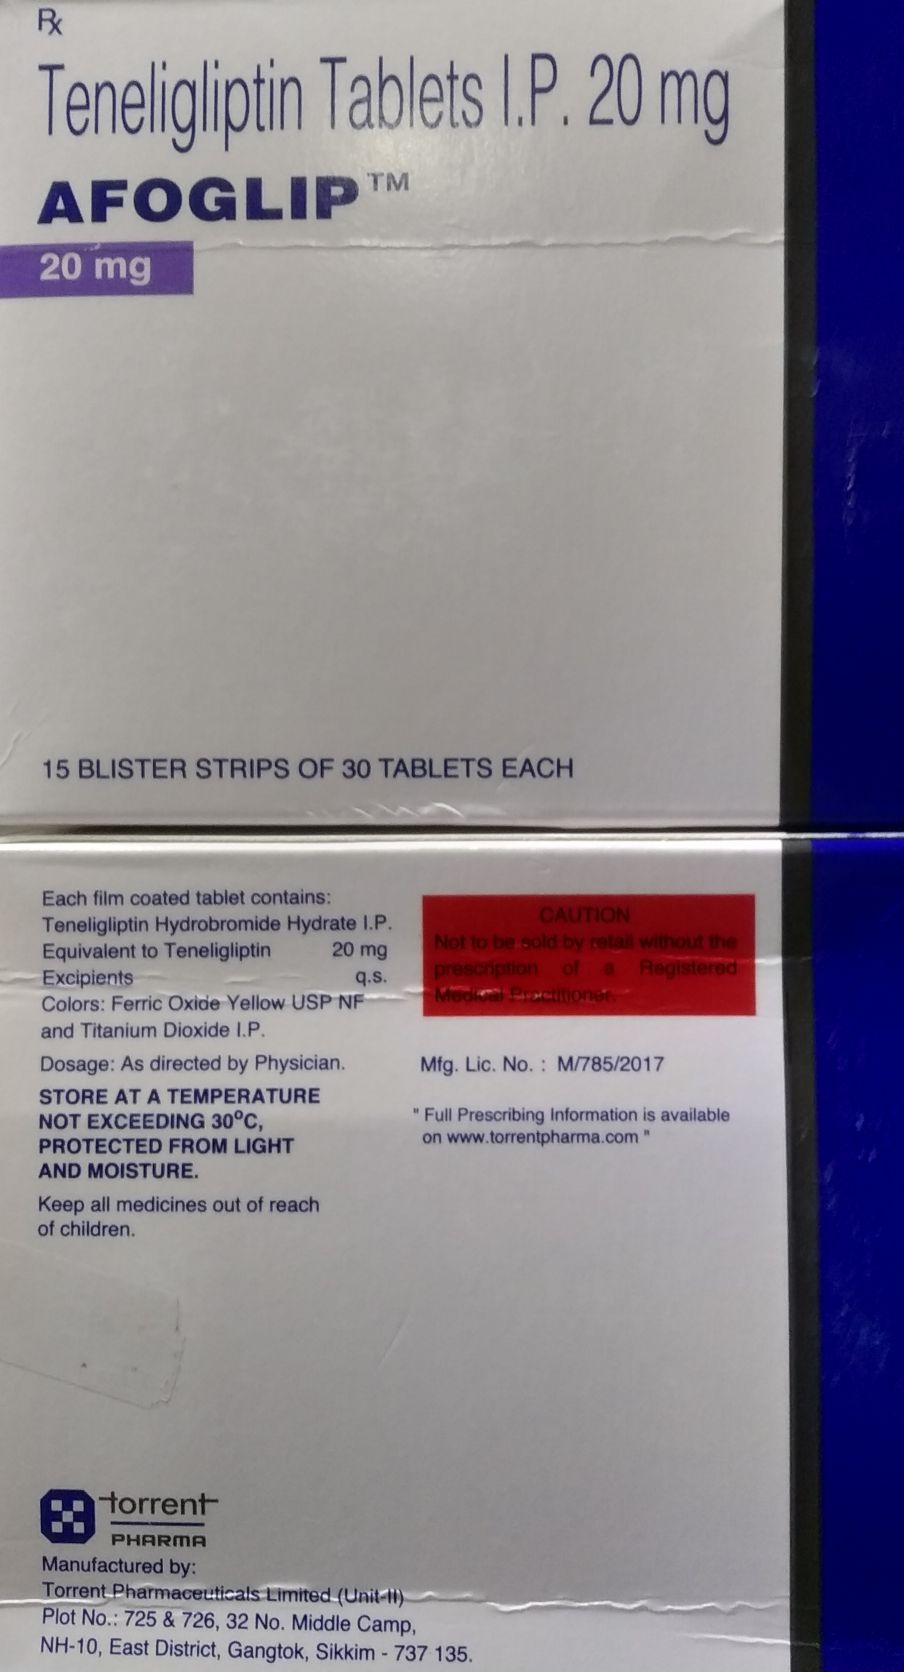 Rx
Teneligliptin Tablets I.P. 20 mg
AFOGLIP™
20 mg
15 BLISTER STRIPS OF 30 TABLETS EACH
Each film coated tablet contains:
Teneligliptin Hydrobromide Hydrate I.P.
Equivalent to Teneligliptin 20 mg
Excipients q.s.
Colors: Ferric Oxide Yellow USP NF
and Titanium Dioxide I.P.
Dosage: As directed by Physician.
STORE AT A TEMPERATURE
NOT EXCEEDING 30ºC,
PROTECTED FROM LIGHT
AND MOISTURE.
Keep all medicines out of reach
of children.
CAUTION
Not to be sold by retail without the
prescription of a Registered
Medical Practitioner.
Mfg. Lic. No. : M/785/2017
" Full Prescribing Information is available
on www.torrentpharma.com "
torrent
PHARMA
Manufactured by:
Torrent Pharmaceuticals Limited (Unit-II)
Plot No.: 725 & 726, 32 No. Middle Camp,
NH-10, East District, Gangtok, Sikkim - 737 135.